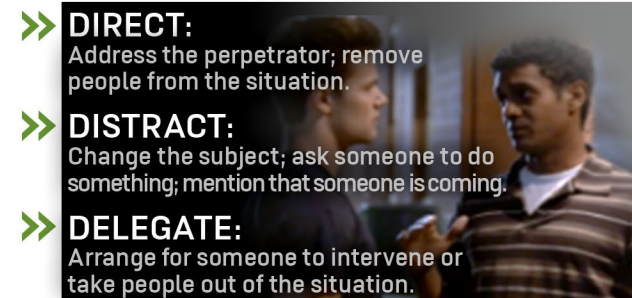 DIRECT:
Address the perpetrator; remove
people from the situation.
DISTRACT:
Change the subject; ask someone to do
something; mention that someone is coming.
DELEGATE:
Arrange for someone to intervene or
take people out of the situation.